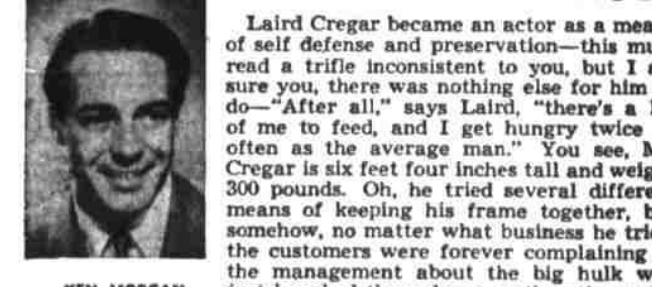 Laird Cregar became an actor as a mea
of self defense and preservation—this mu
read a trifle inconsistent to you, but I a
sure you, there was nothing else for him
do—"After all," says Laird, "there's a l
of me to feed, and I get hungry twice
often as the average man." You see, M
Cregar is six feet four inches tall and weig
300 pounds. Oh, he tried several differe
means of keeping his frame together, b
somehow, no matter what business he trie
the customers were forever complaining
the management about the big hulk w
KEN MORGAN